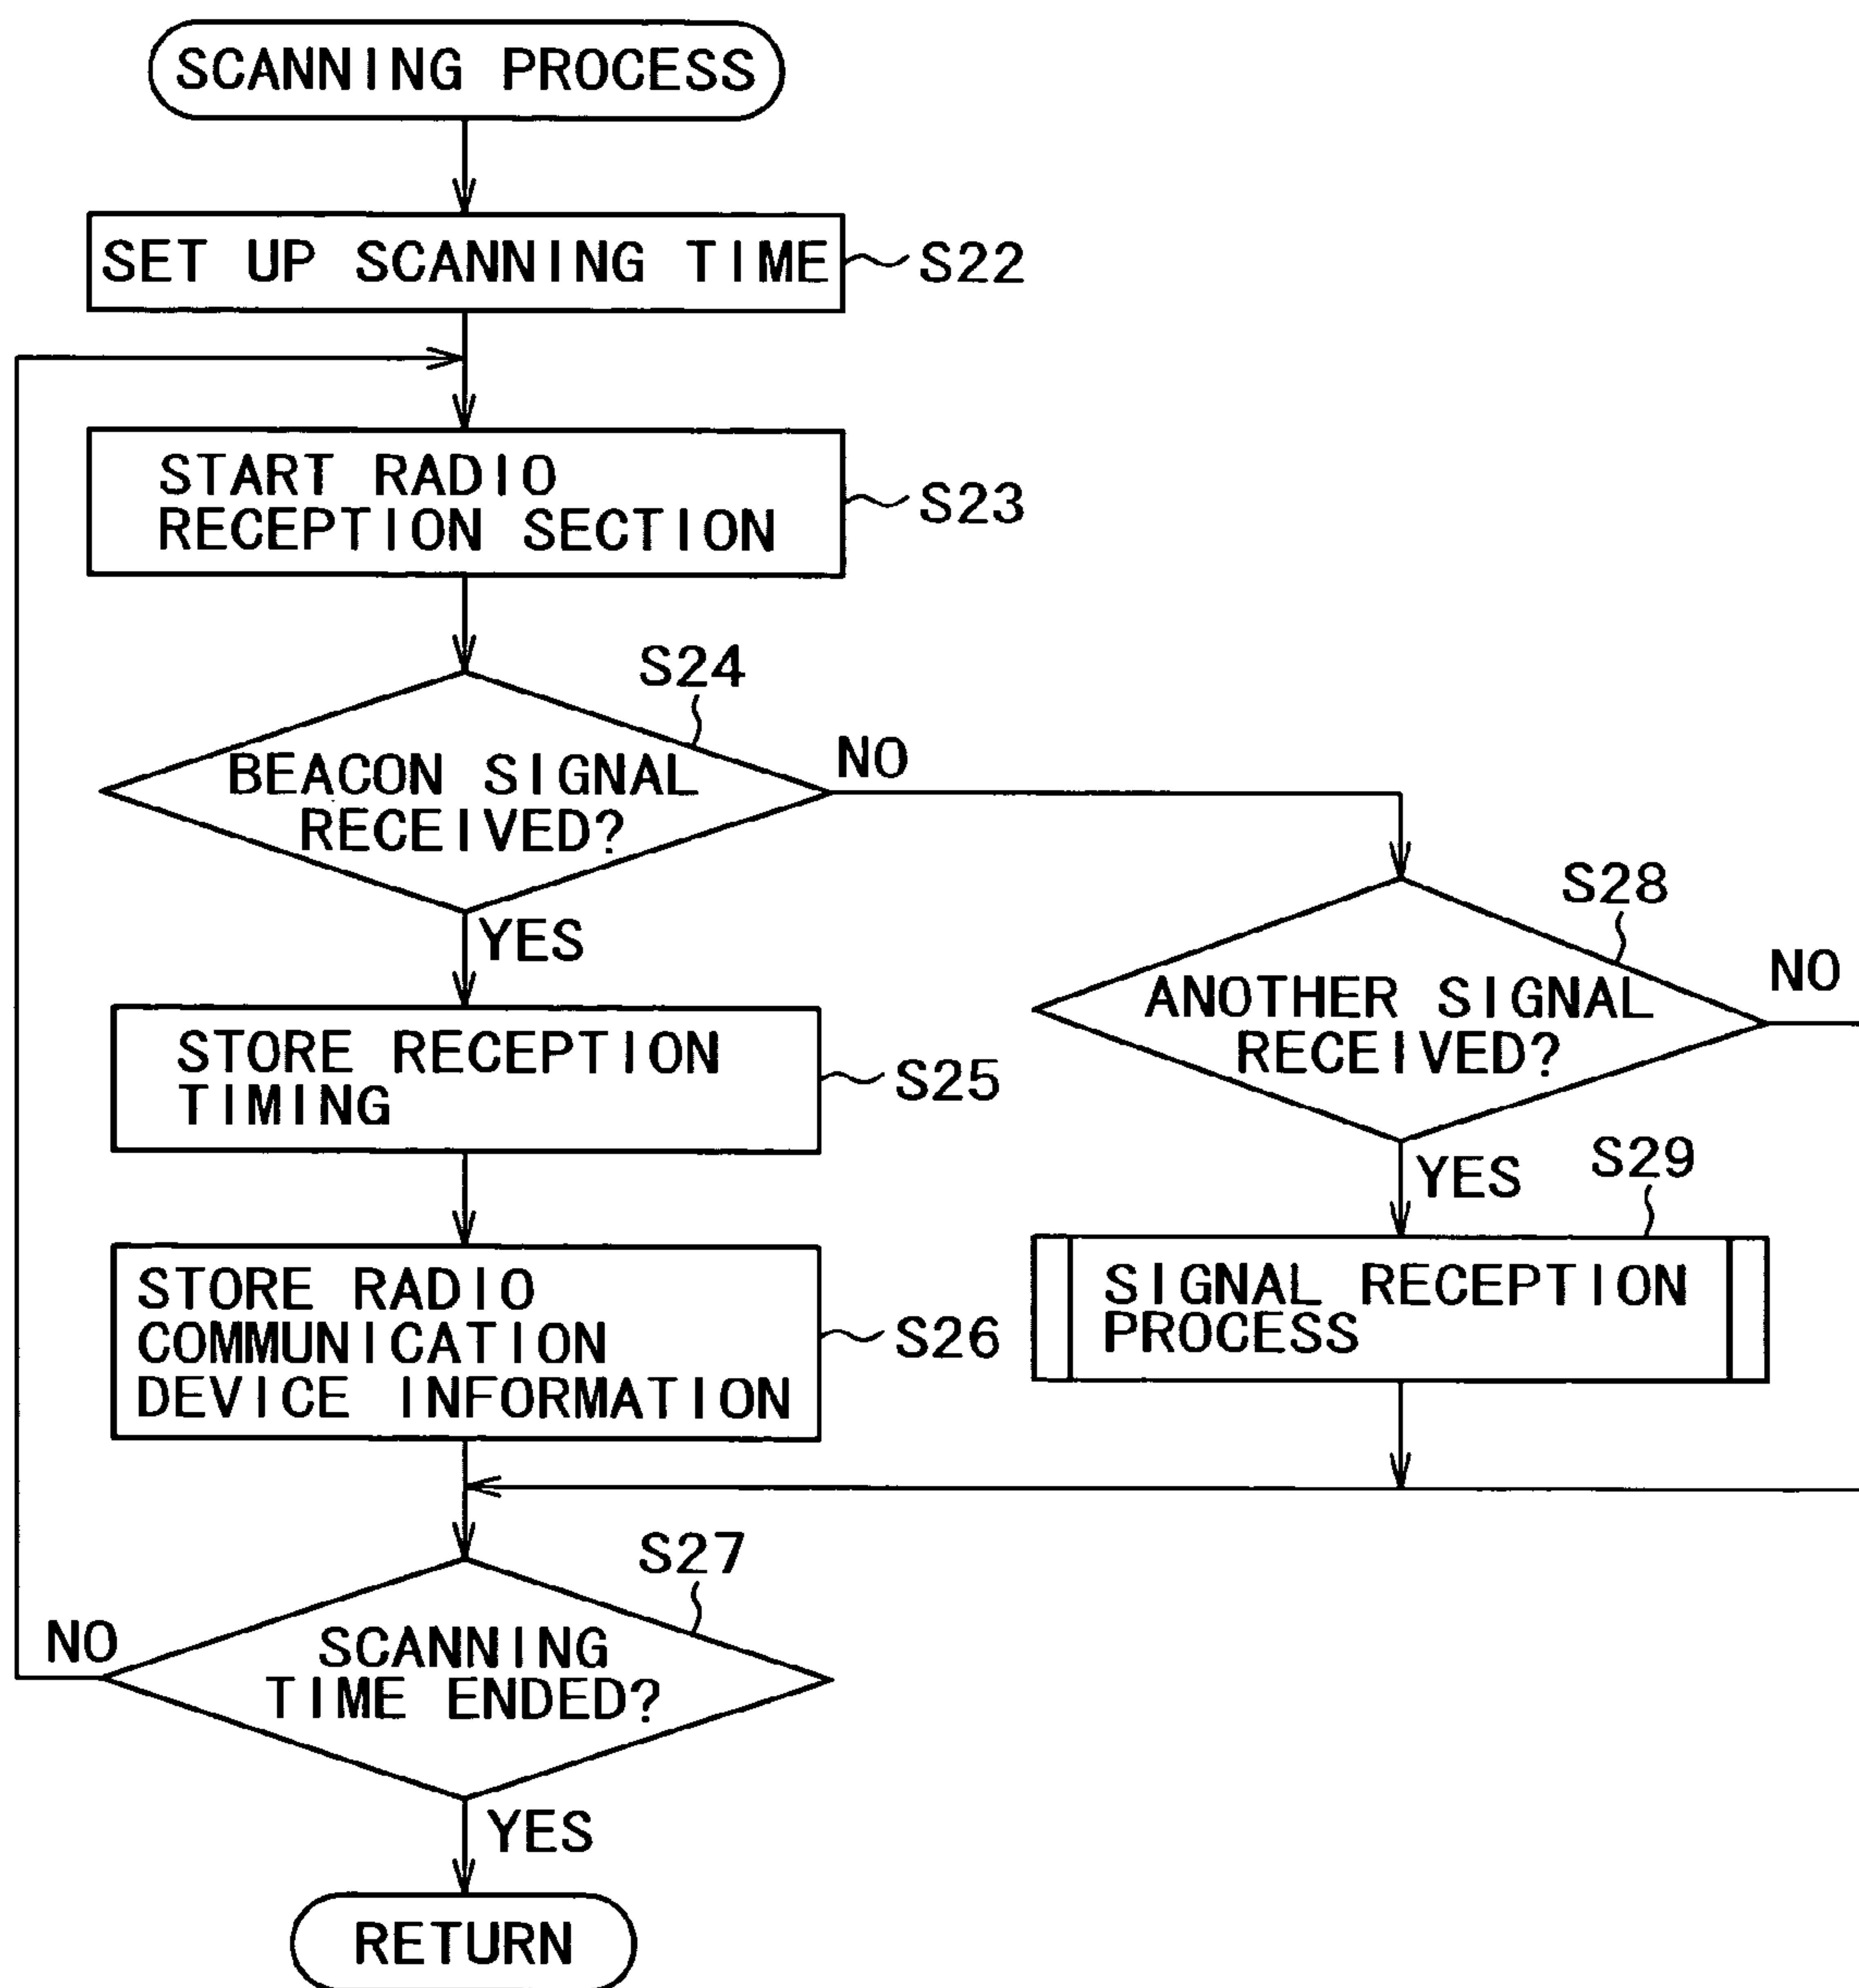 SCANNING PROCESS
SET UP SCANNING TIME
S22
START RADIO
RECEPTION SECTION
S23
S24
BEACON SIGNAL
RECEIVED?
NO
YES
S28
ANOTHER SIGNAL
RECEIVED?
NO
YES
STORE RECEPTION
TIMING
S25
S29
SIGNAL RECEPTION
PROCESS
STORE RADIO
COMMUNICATION
DEVICE INFORMATION
S26
S27
SCANNING
TIME ENDED?
NO
YES
RETURN